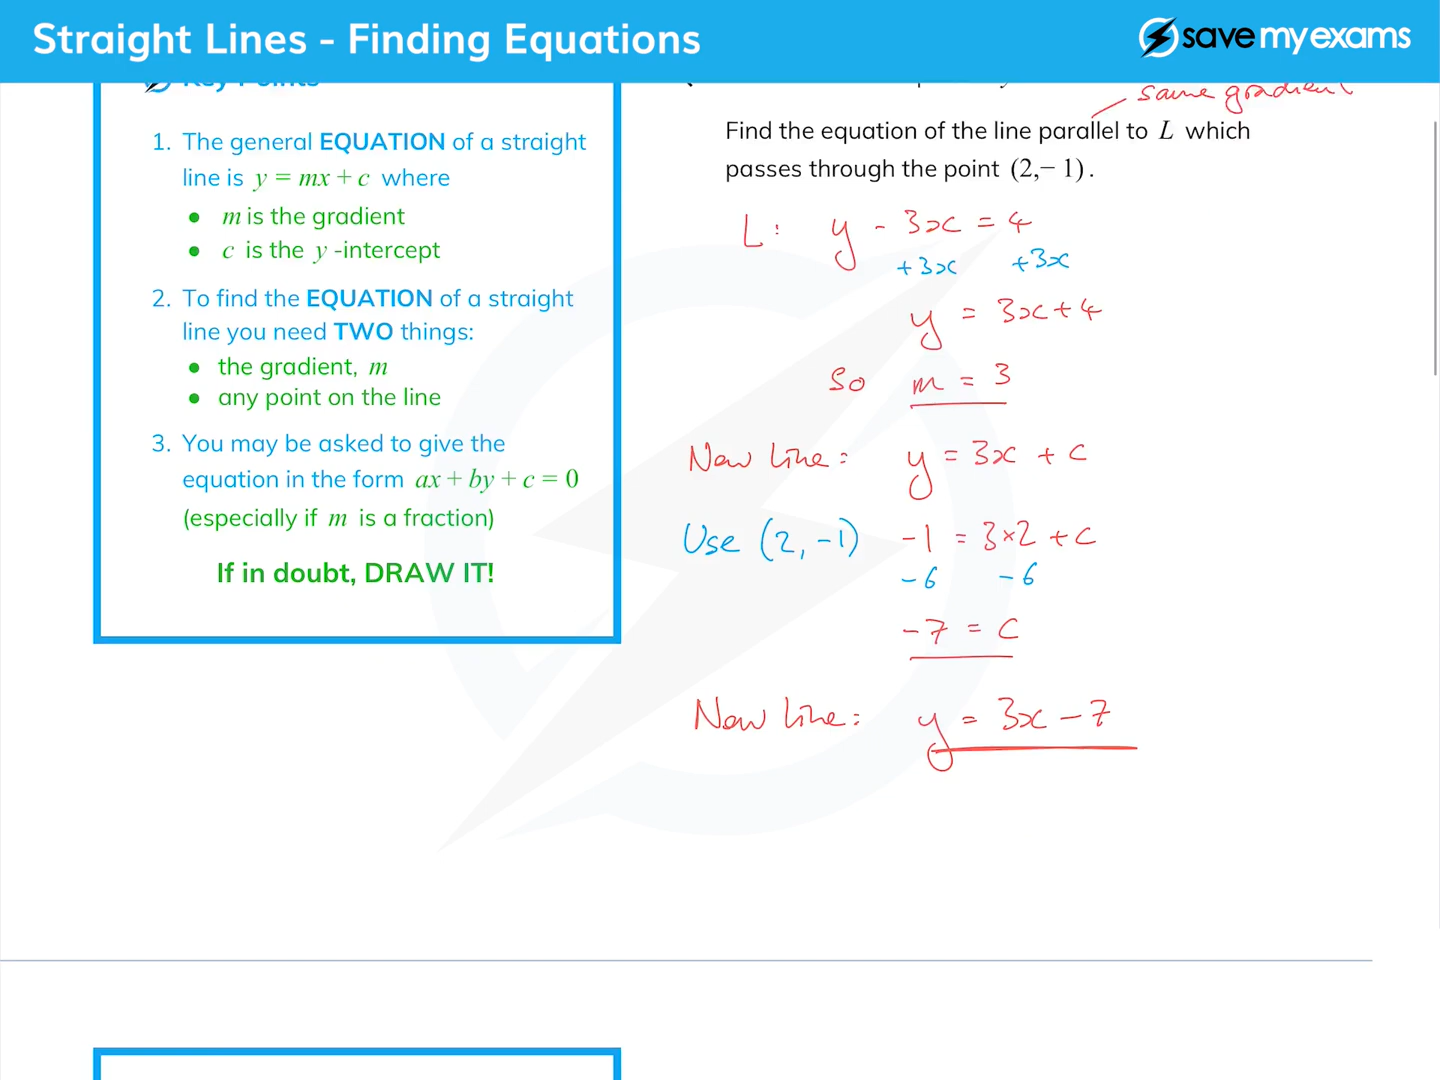 Straight Lines - Finding Equations
save my exams
Key Points
1. The general EQUATION of a straight
line is y = mx + c where
• m is the gradient
• c is the y -intercept
2. To find the EQUATION of a straight
line you need TWO things:
• the gradient, m
• any point on the line
3. You may be asked to give the
equation in the form ax + by + c = 0
(especially if m is a fraction)
If in doubt, DRAW IT!
same gradient
Find the equation of the line parallel to L which
passes through the point (2,− 1).
L: y - 3x = 4
+3x +3x
y = 3x+4
So m = 3
New line: y = 3x + c
Use (2, -1) -1 = 3×2 + c
-6 -6
-7 = c
New line: y = 3x - 7